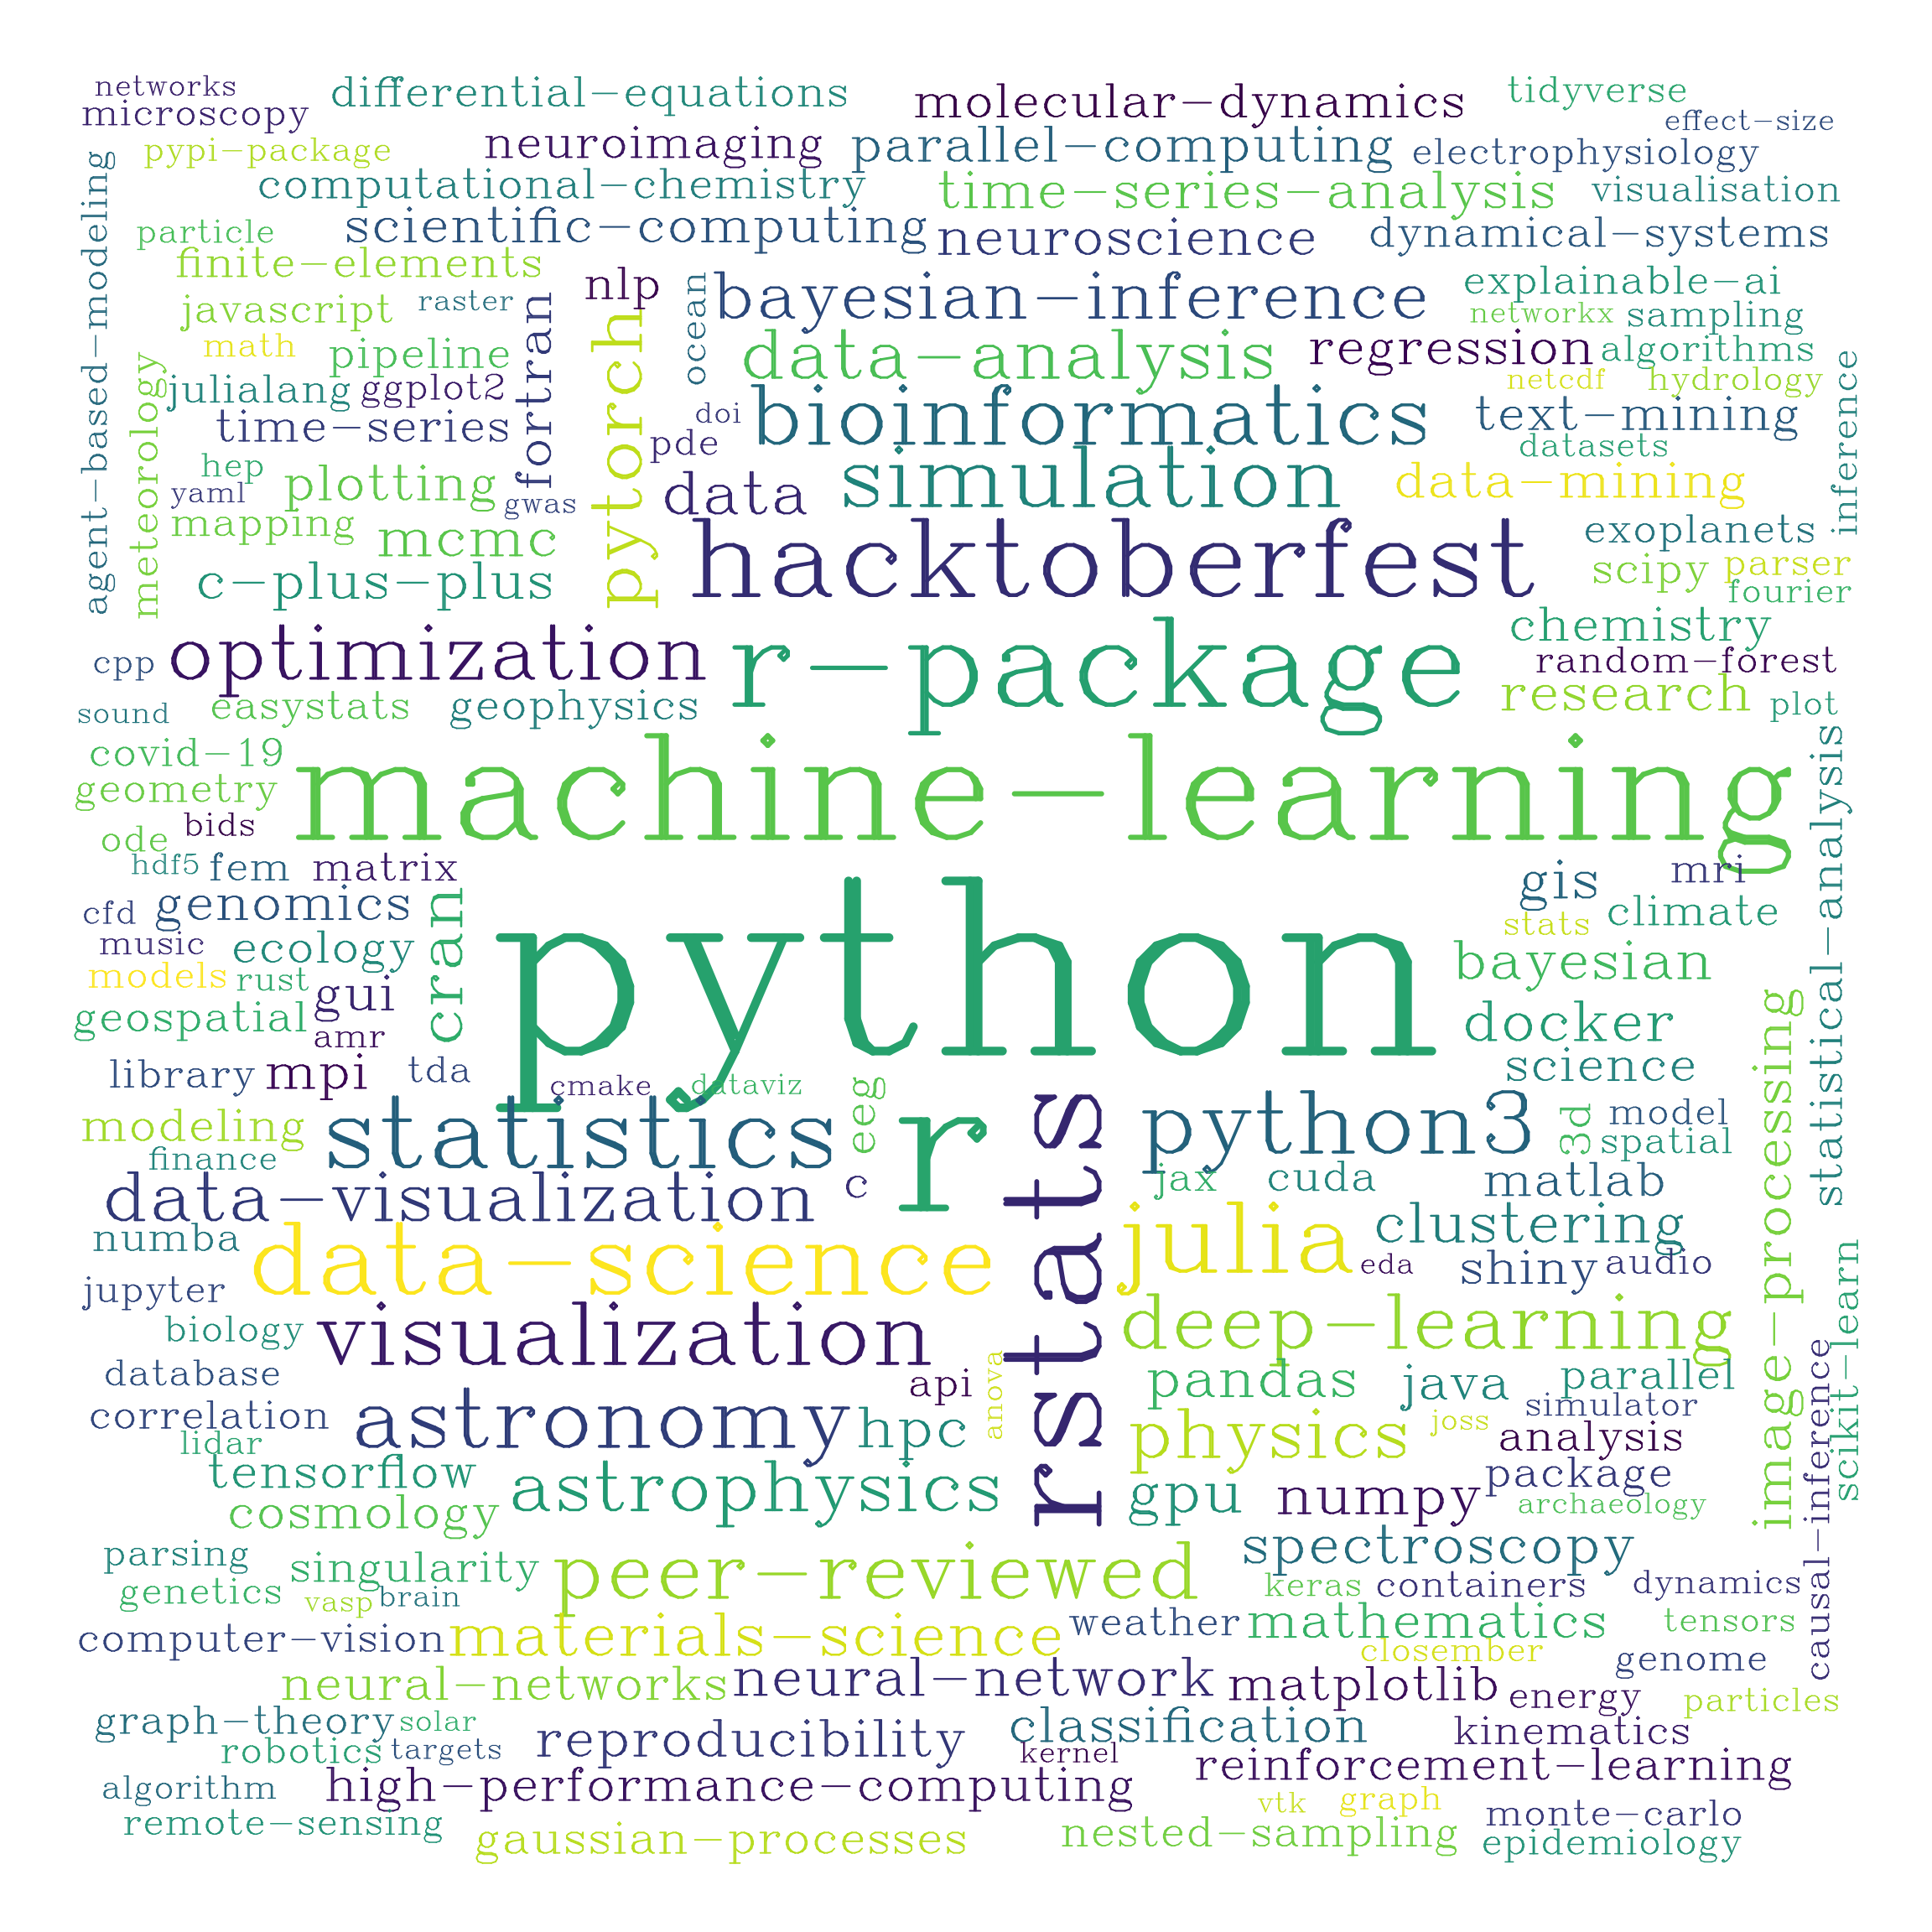 networks
differential-equations
molecular-dynamics
tidyverse
microscopy
effect-size
pypi-package
neuroimaging
parallel-computing
electrophysiology
agent-based-modeling
computational-chemistry
time-series-analysis
visualisation
particle
scientific-computing
neuroscience
dynamical-systems
finite-elements
nlp
ocean
bayesian-inference
explainable-ai
javascript
raster
fortran
pytorch
networkx
sampling
math
pipeline
data-analysis
regression
algorithms
meteorology
julialang
ggplot2
netcdf
hydrology
inference
time-series
doi
bioinformatics
text-mining
pde
datasets
hep
plotting
data
simulation
data-mining
yaml
gwas
mapping
mcmc
hacktoberfest
exoplanets
c-plus-plus
scipy
parser
fourier
optimization
r-package
chemistry
cpp
random-forest
sound
easystats
geophysics
research
plot
covid-19
machine-learning
statistical-analysis
geometry
bids
ode
hdf5
fem
matrix
gis
mri
cfd
genomics
cran
python
stats
climate
music
ecology
bayesian
models
rust
gui
geospatial
docker
image-processing
amr
library
mpi
tda
cmake
dataviz
eeg
science
modeling
statistics
r
rstats
python3
3d
model
spatial
finance
data-visualization
c
jax
cuda
matlab
numba
data-science
julia
clustering
eda
shiny
audio
scikit-learn
jupyter
biology
visualization
deep-learning
database
api
anova
pandas
java
parallel
causal-inference
correlation
astronomy
hpc
physics
joss
simulator
lidar
analysis
tensorflow
astrophysics
gpu
numpy
package
cosmology
archaeology
parsing
singularity
peer-reviewed
spectroscopy
genetics
vasp
brain
keras
containers
dynamics
computer-vision
materials-science
weather
mathematics
tensors
closember
neural-networks
neural-network
matplotlib
genome
energy
particles
graph-theory
solar
reproducibility
classification
kinematics
robotics
targets
kernel
reinforcement-learning
algorithm
high-performance-computing
vtk
graph
monte-carlo
remote-sensing
gaussian-processes
nested-sampling
epidemiology